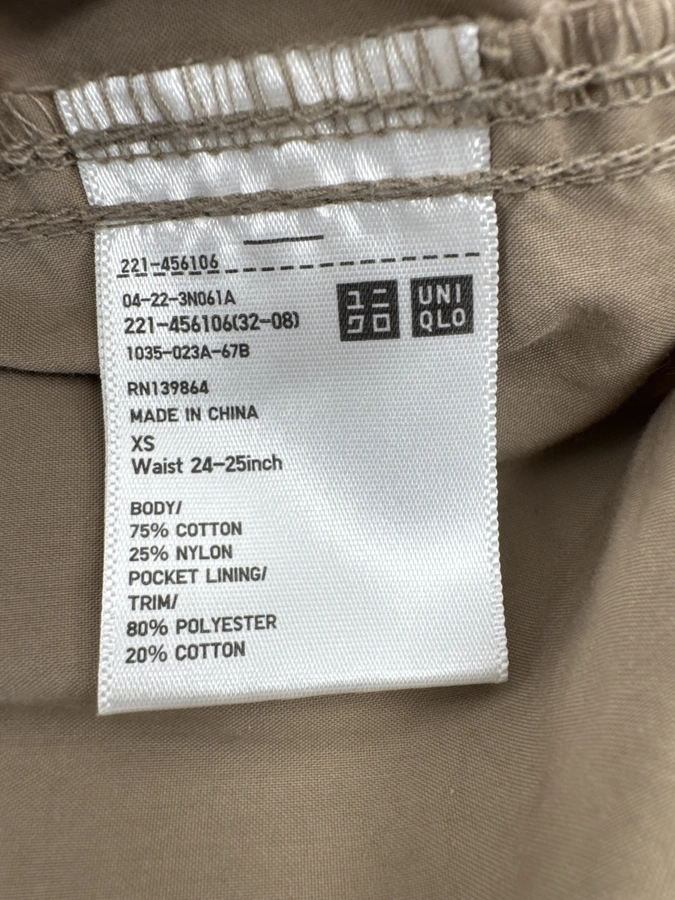 221-456106
04-22-3N061A
221-456106(32-08)
1035-023A-67B
ユニ
クロ
UNI
QLO
RN139864
MADE IN CHINA
XS
Waist 24-25inch
BODY/
75% COTTON
25% NYLON
POCKET LINING/
TRIM/
80% POLYESTER
20% COTTON